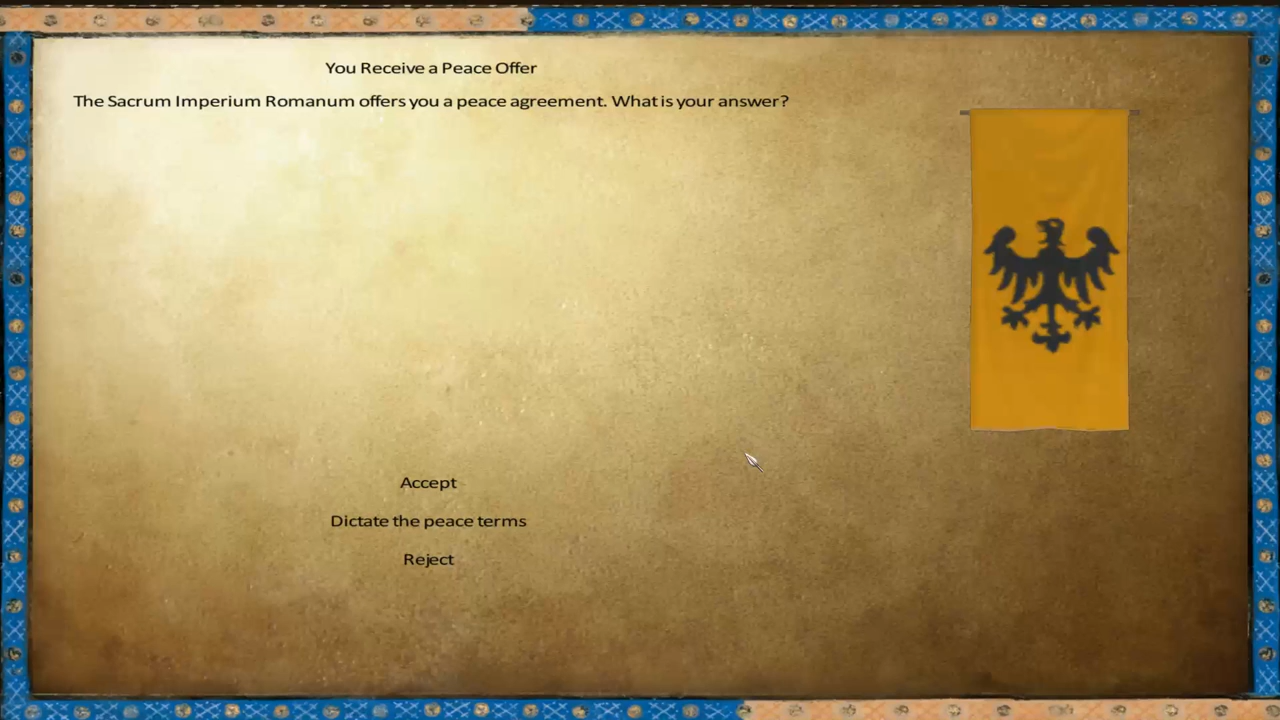 You Receive a Peace Offer
The Sacrum Imperium Romanum offers you a peace agreement. What is your answer?
Accept
Dictate the peace terms
Reject